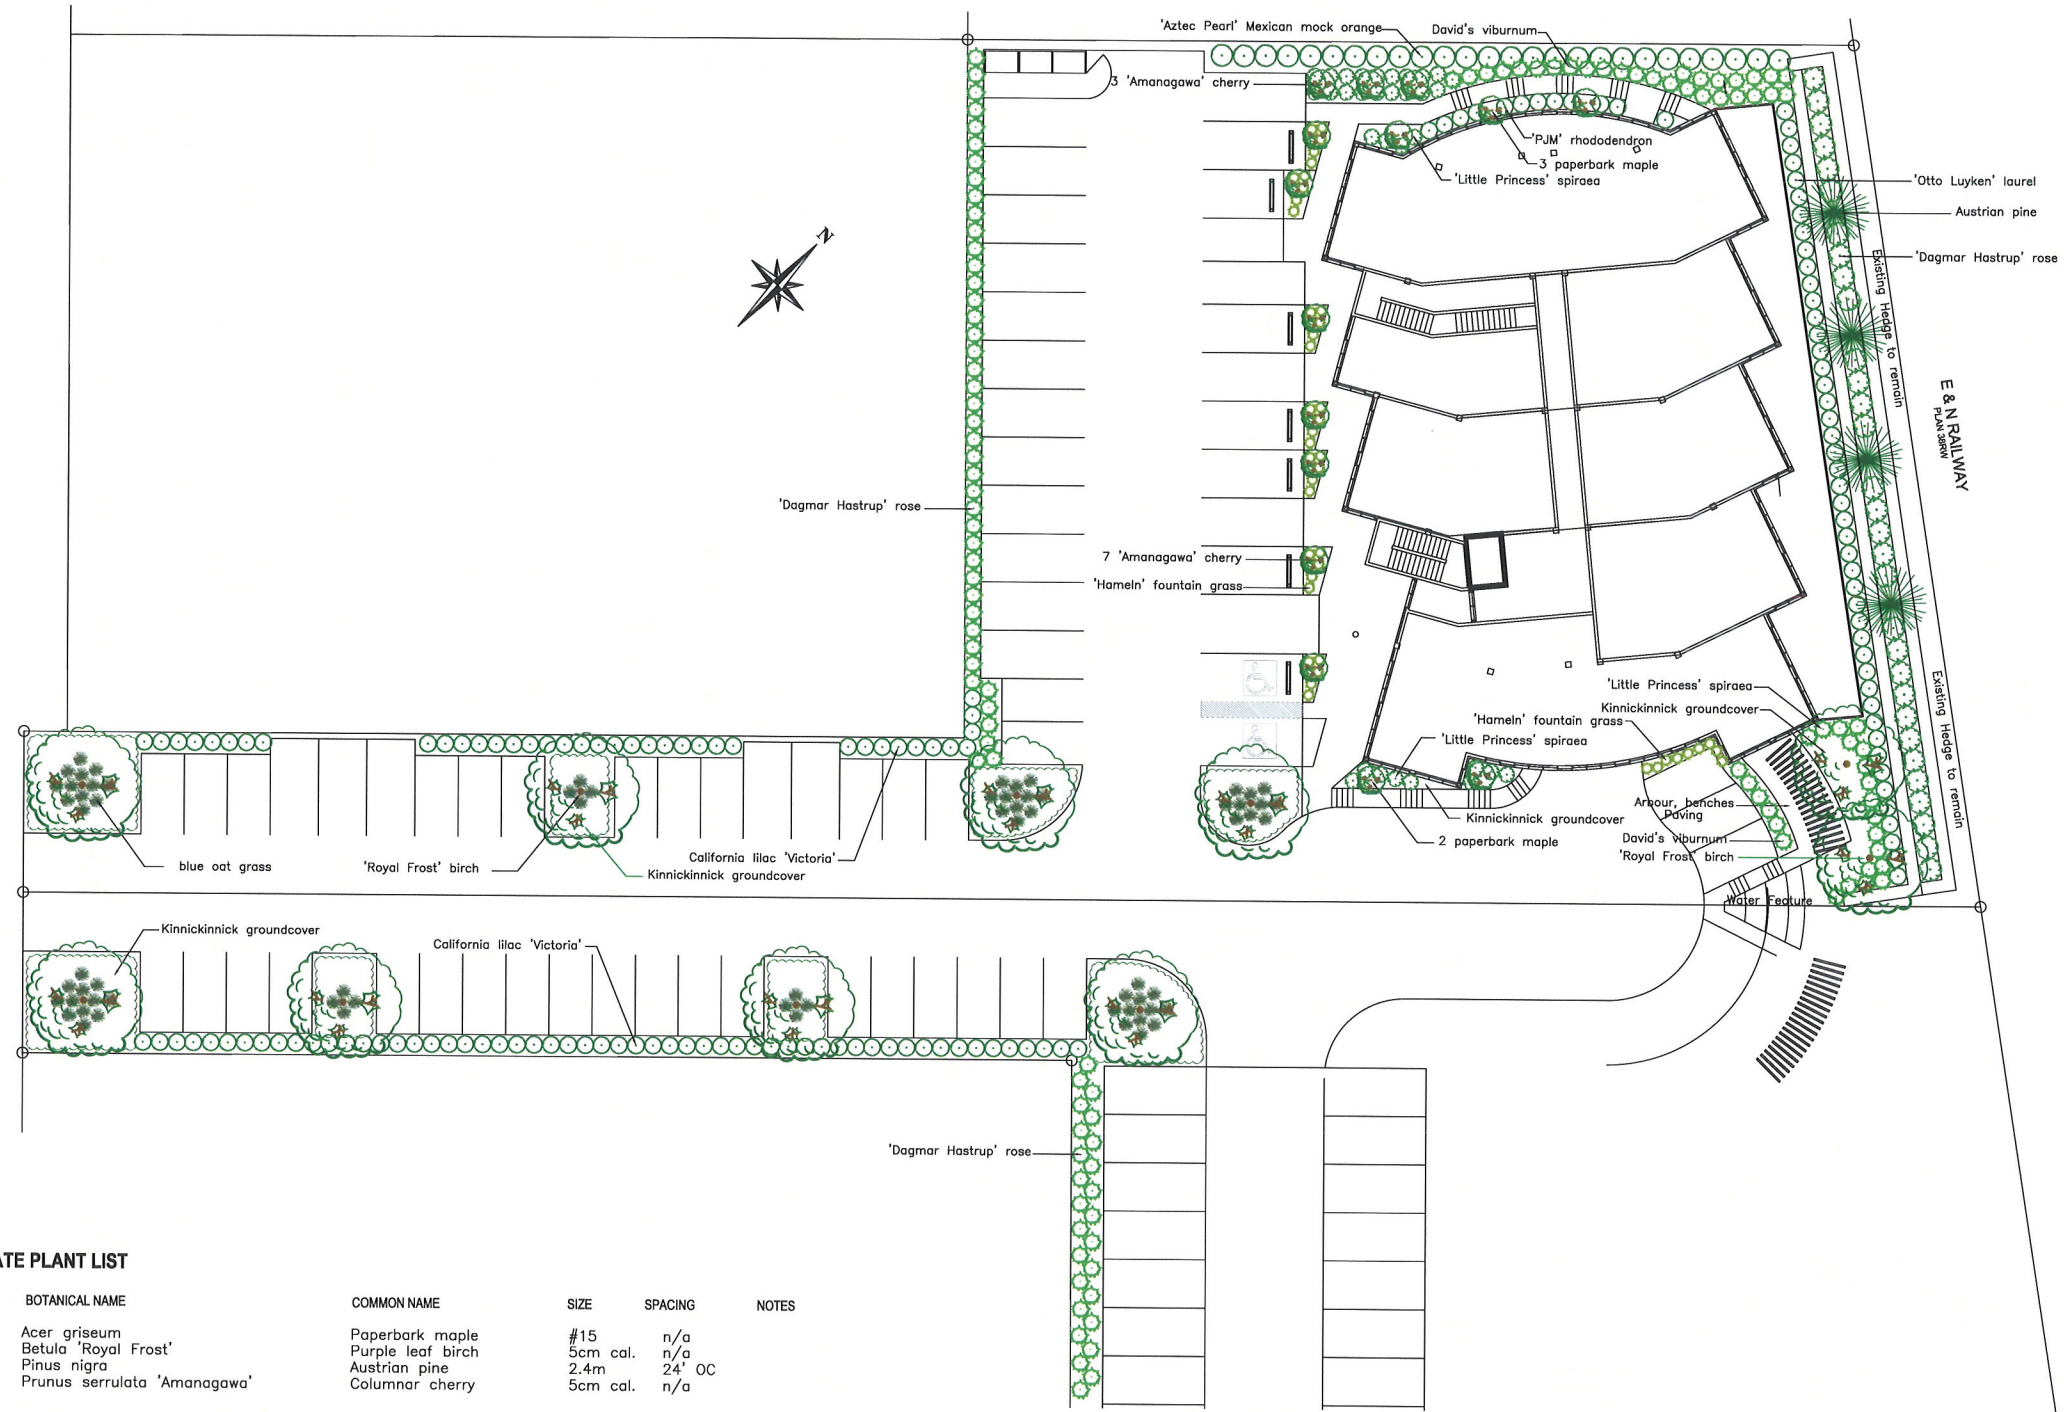 'Aztec Pearl' Mexican mock orange
David's viburnum
3 'Amanagawa' cherry
'PJM' rhododendron
3 paperbark maple
'Little Princess' spiraea
'Otto Luyken' laurel
Austrian pine
'Dagmar Hastrup' rose
N
Existing Hedge to remain
E & N RAILWAY
PLAN 38RW
'Dagmar Hastrup' rose
7 'Amanagawa' cherry
'Hameln' fountain grass
'Little Princess' spiraea
Kinnickinnick groundcover
'Hameln' fountain grass
'Little Princess' spiraea
Existing Hedge to remain
Arbour, benches
Paving
Kinnickinnick groundcover
David's viburnum
2 paperbark maple
'Royal Frost' birch
California lilac 'Victoria'
blue oat grass
'Royal Frost' birch
Kinnickinnick groundcover
Water Feature
Kinnickinnick groundcover
California lilac 'Victoria'
'Dagmar Hastrup' rose
ATE PLANT LIST
BOTANICAL NAME COMMON NAME SIZE SPACING NOTES
Acer griseum Paperbark maple #15 n/a
Betula 'Royal Frost' Purple leaf birch 5cm cal. n/a
Pinus nigra Austrian pine 2.4m 24' OC
Prunus serrulata 'Amanagawa' Columnar cherry 5cm cal. n/a